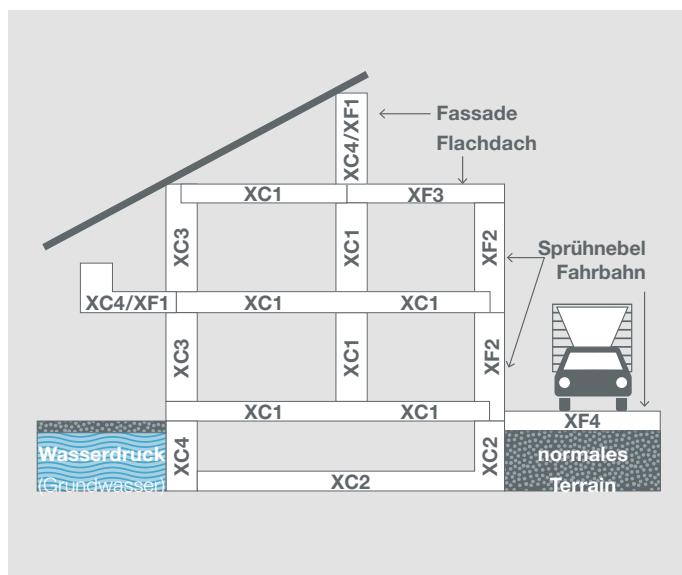 XC4/XF1
Fassade
Flachdach
XC1
XF3
XC3
XC1
XF2
Sprühnebel
Fahrbahn
XC4/XF1
XC1
XC1
XC3
XC1
XF2
XC1
XC1
XF4
Wasserdruck
(Grundwasser)
XC4
XC2
normales
Terrain
XC2